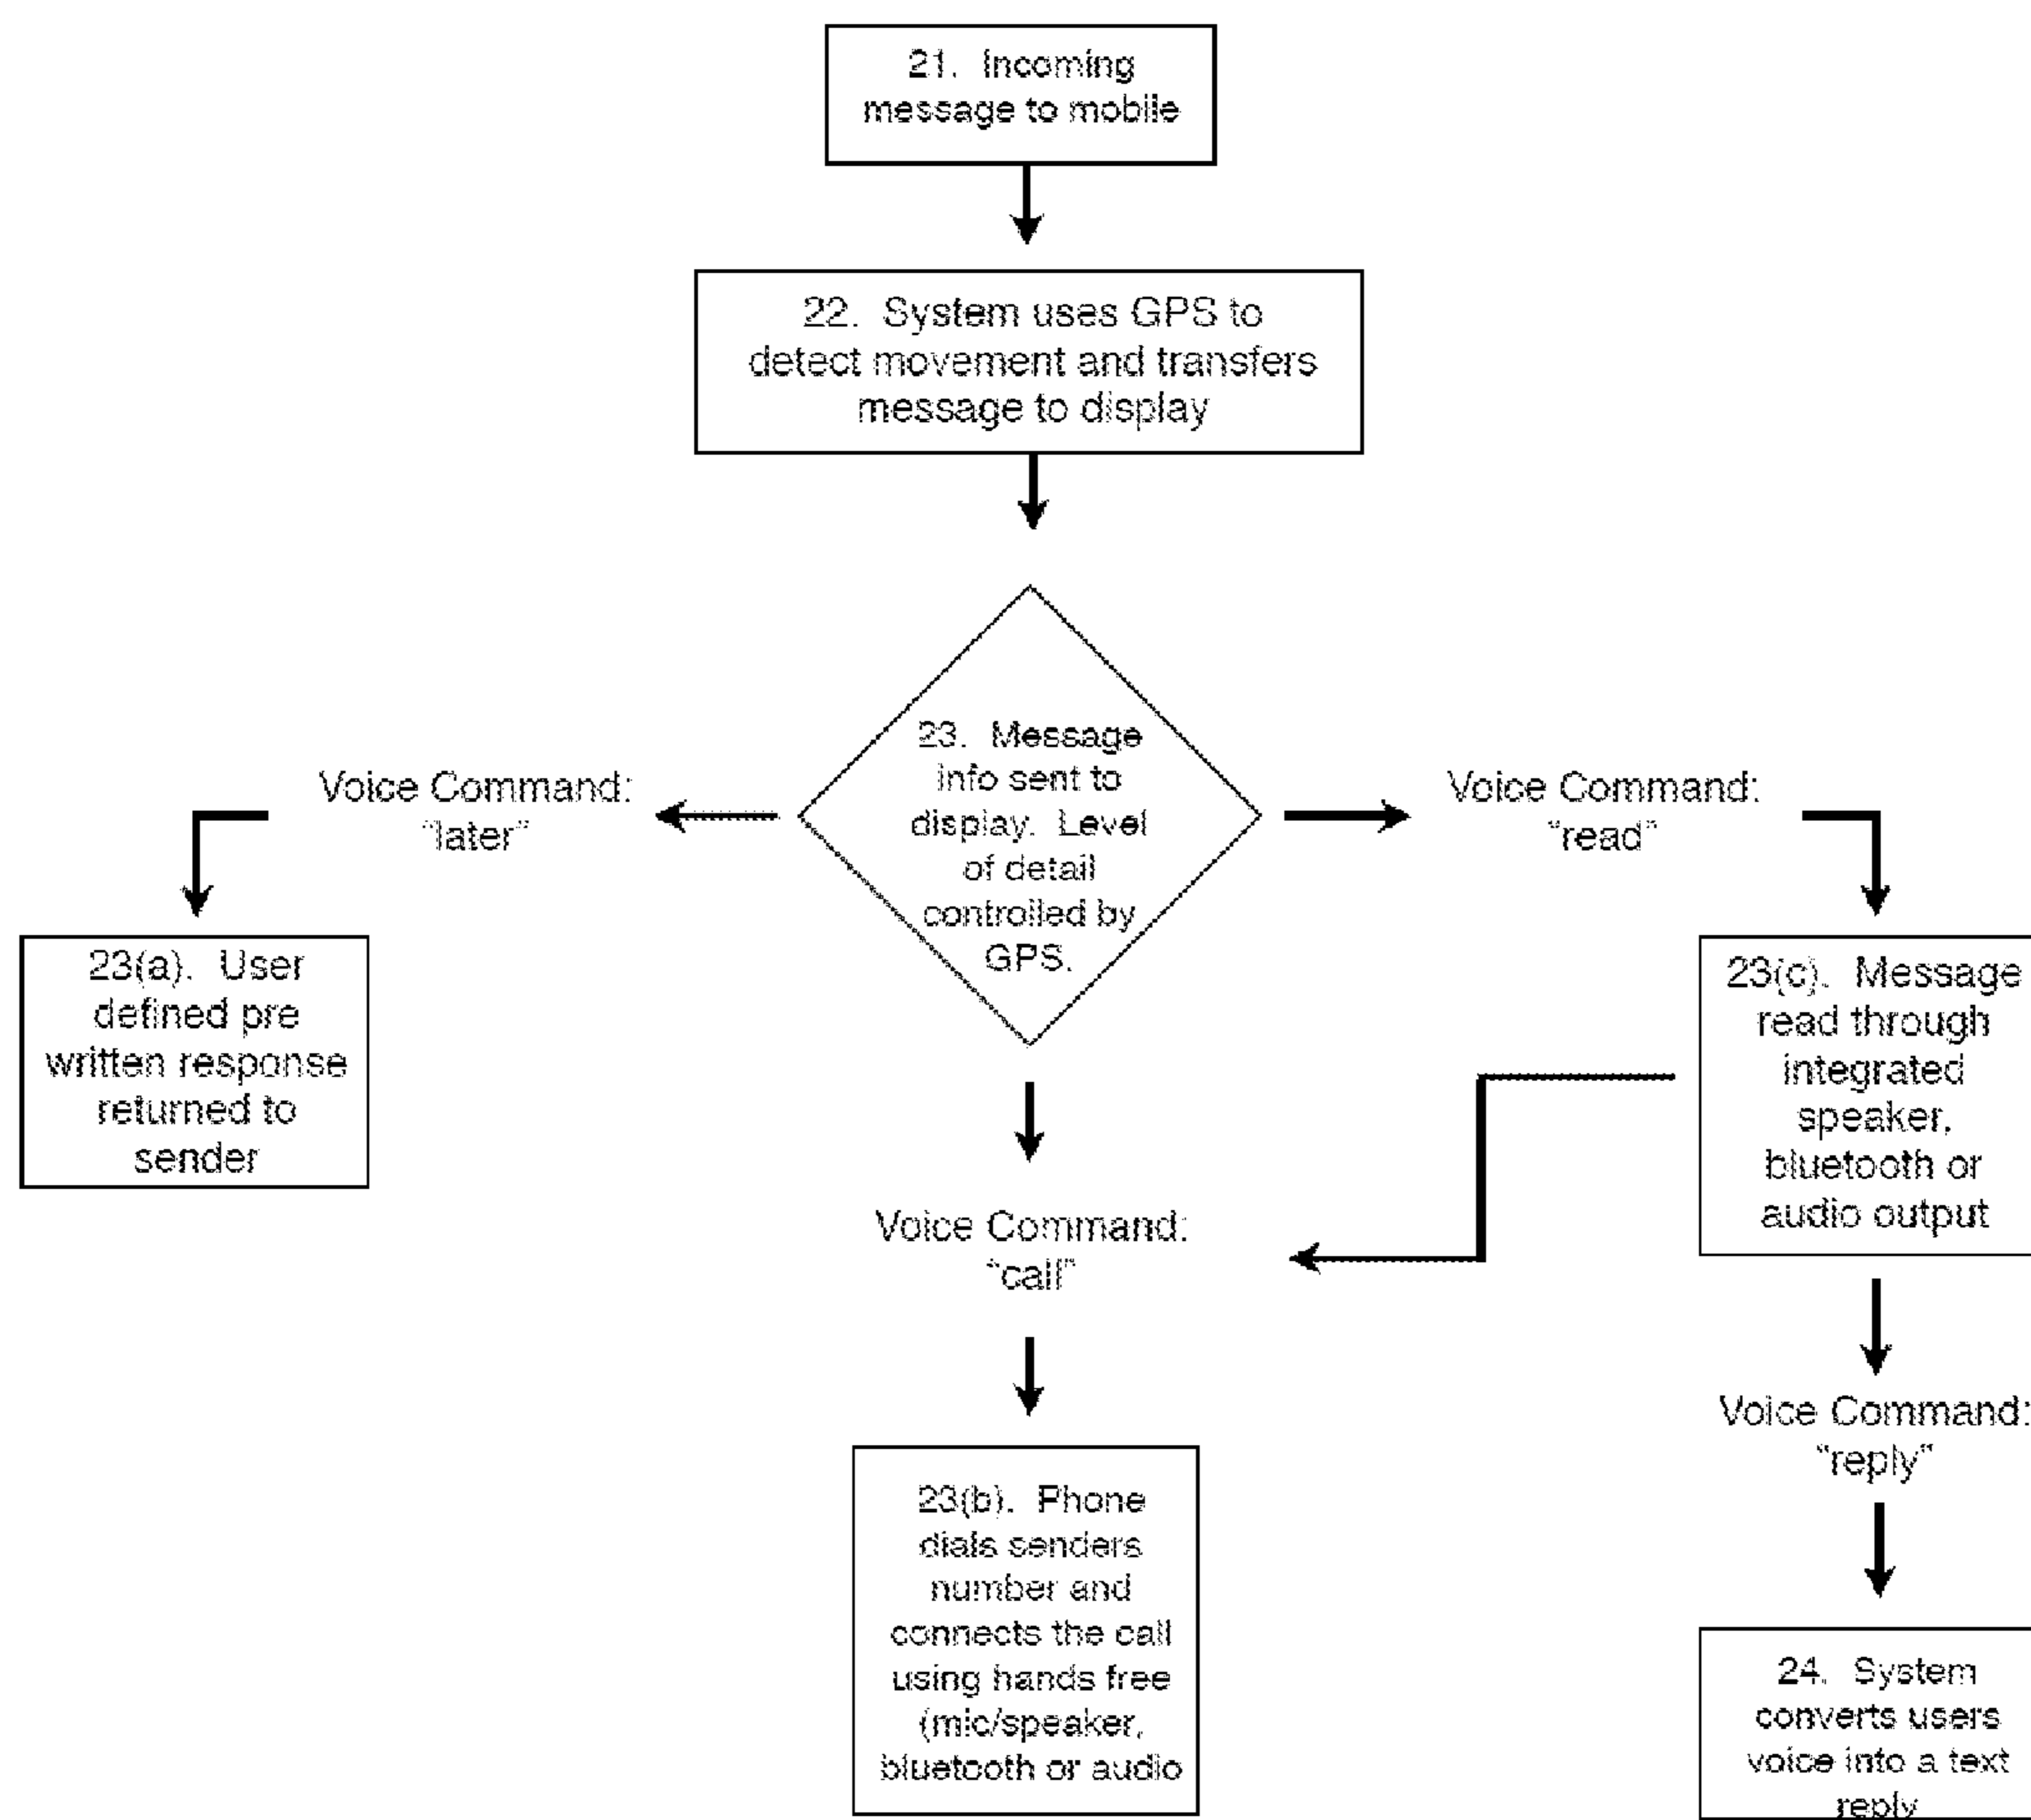 21.  Incoming
message to mobile
22.  System uses GPS to
detect movement and transfers
message to display
23.  Message
info sent to
display.  Level
of detail
controlled by
GPS.
Voice Command:
"later"
Voice Command:
"read"
23(a).  User
defined pre
written response
returned to
sender
23(c).  Message
read through
integrated
speaker,
bluetooth or
audio output
Voice Command:
"call"
Voice Command:
"reply"
23(b).  Phone
dials senders
number and
connects the call
using hands free
(mic/speaker,
bluetooth or audio
24.  System
converts users
voice into a text
reply